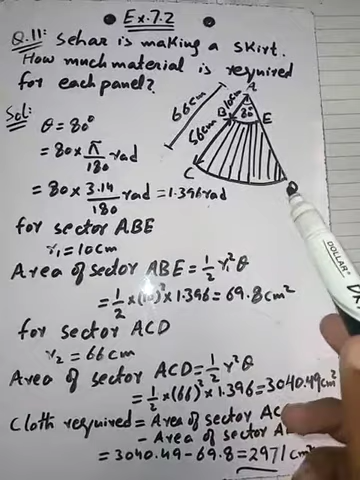 Ex.7.2
Q.11: Sehar is making a skirt.
How much material is required
for each panel?
Sol:
θ = 80°
= 80 × π/180 rad
= 80 × 3.14/180 rad = 1.396 rad
A
10cm
B
80°
E
66cm
56cm
C
for sector ABE
r₁ = 10cm
Area of sector ABE = 1/2 r₁²θ
= 1/2 × (10)² × 1.396 = 69.8 cm²
for sector ACD
r₂ = 66 cm
Area of sector ACD = 1/2 r²θ
= 1/2 × (66)² × 1.396 = 3040.49 cm²
Cloth required = Area of sector AC
- Area of sector A
= 3040.49 - 69.8 = 2971 cm²
DOLLAR